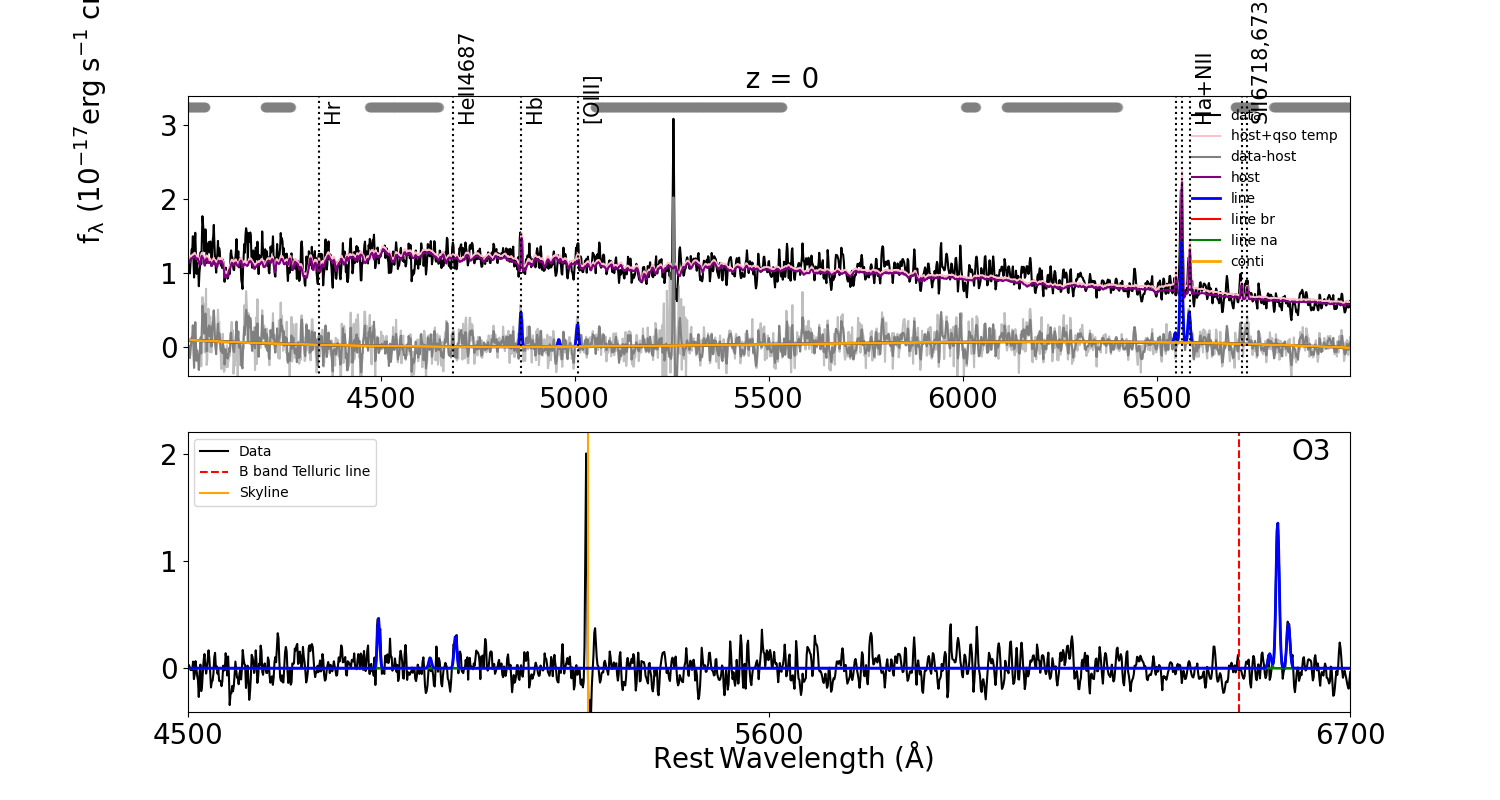 z = 0
f_λ (10^{-17}erg s^{-1} c
Hr
HeII4687
Hb
[OIII]
Ha+NII
SII6718,673
data
host+qso temp
data-host
host
line
line br
line na
conti
3
2
1
0
4500 5000 5500 6000 6500
O3
Data
B band Telluric line
Skyline
2
1
0
4500 5600 6700
Rest Wavelength (Å)